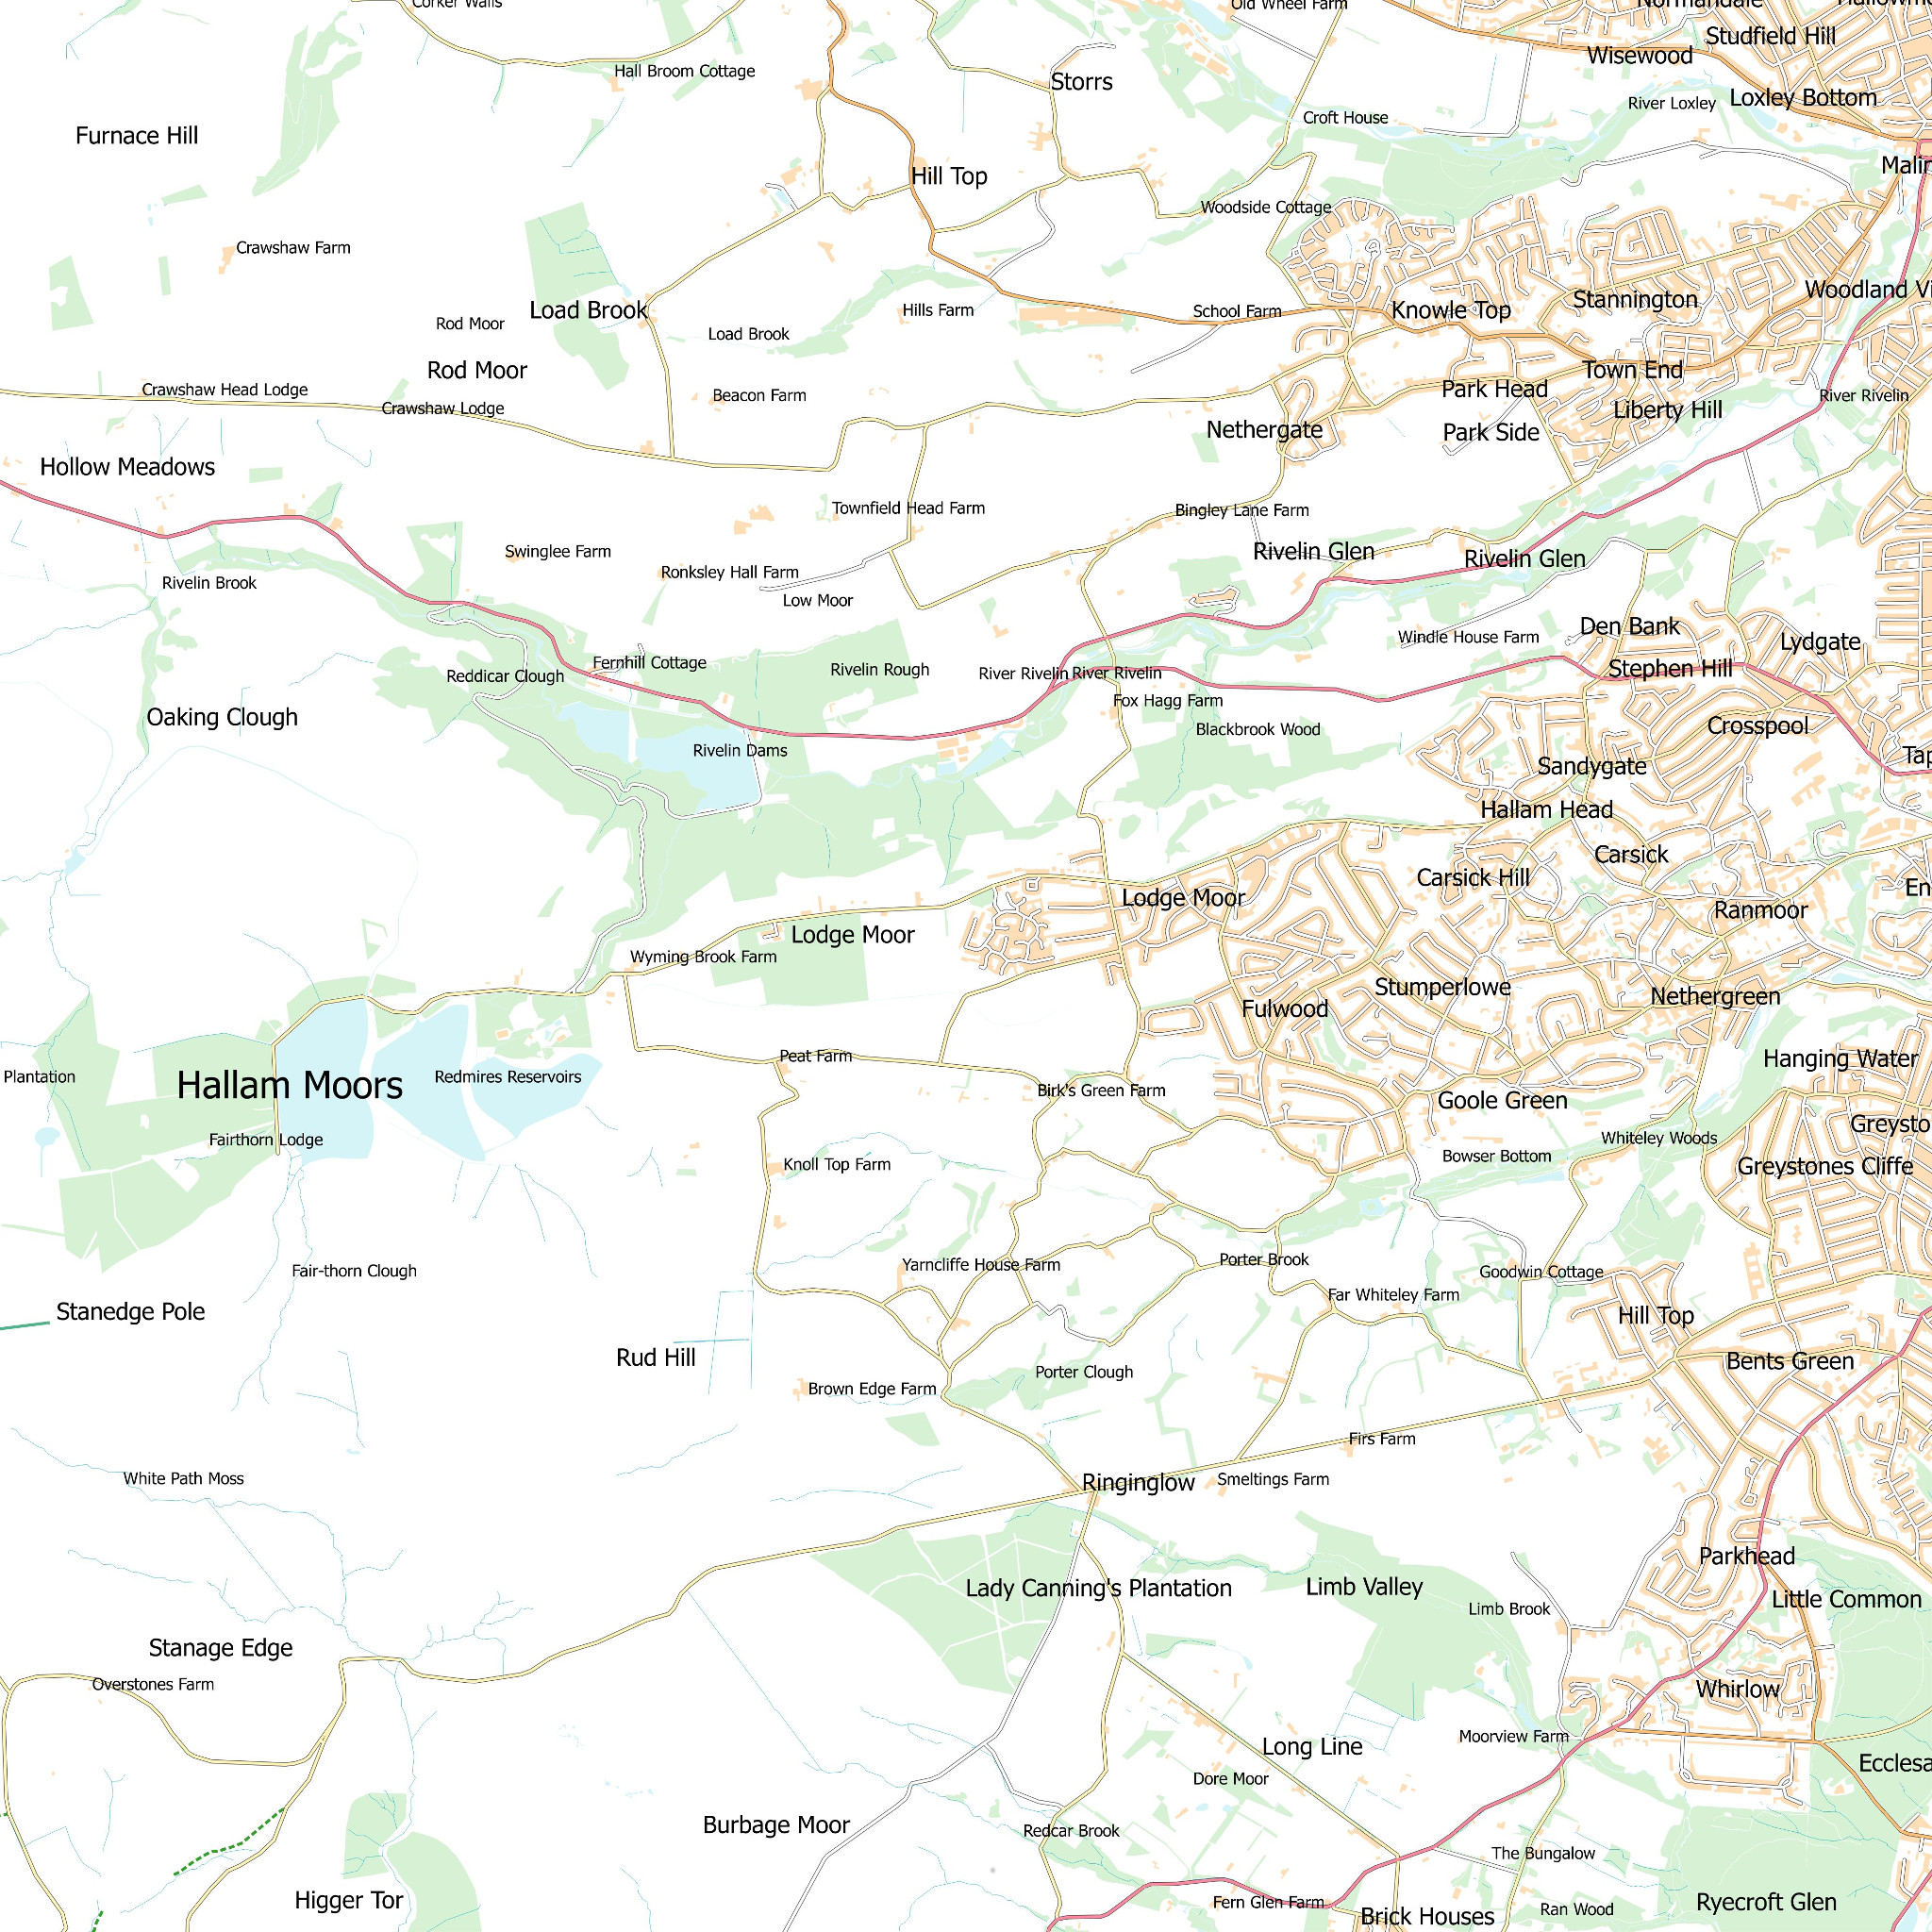 Corker Walls
Old Wheel Farm
Normandale
Studfield Hill
Wisewood
Hall Broom Cottage
Storrs
River Loxley
Loxley Bottom
Croft House
Furnace Hill
Hill Top
Malin
Woodside Cottage
Crawshaw Farm
Load Brook
Rod Moor
Load Brook
Hills Farm
School Farm
Knowle Top
Stannington
Woodland Vi
Rod Moor
Crawshaw Head Lodge
Crawshaw Lodge
Beacon Farm
Town End
Park Head
River Rivelin
Liberty Hill
Nethergate
Park Side
Hollow Meadows
Townfield Head Farm
Bingley Lane Farm
Swinglee Farm
Rivelin Glen
Rivelin Glen
Rivelin Brook
Ronksley Hall Farm
Low Moor
Den Bank
Windle House Farm
Lydgate
Fernhill Cottage
Rivelin Rough
Stephen Hill
Reddicar Clough
River Rivelin
River Rivelin
Fox Hagg Farm
Oaking Clough
Blackbrook Wood
Crosspool
Rivelin Dams
Tap
Sandygate
Hallam Head
Carsick
Carsick Hill
En
Lodge Moor
Ranmoor
Lodge Moor
Wyming Brook Farm
Stumperlowe
Nethergreen
Fulwood
Peat Farm
Hanging Water
Plantation
Hallam Moors
Redmires Reservoirs
Birk's Green Farm
Goole Green
Greysto
Fairthorn Lodge
Whiteley Woods
Bowser Bottom
Knoll Top Farm
Greystones Cliffe
Fair-thorn Clough
Yarncliffe House Farm
Porter Brook
Goodwin Cottage
Far Whiteley Farm
Stanedge Pole
Hill Top
Rud Hill
Bents Green
Porter Clough
Brown Edge Farm
Firs Farm
White Path Moss
Ringinglow
Smeltings Farm
Parkhead
Lady Canning's Plantation
Limb Valley
Little Common
Limb Brook
Stanage Edge
Overstones Farm
Whirlow
Moorview Farm
Long Line
Ecclesa
Dore Moor
Burbage Moor
Redcar Brook
The Bungalow
Higger Tor
Fern Glen Farm
Brick Houses
Ran Wood
Ryecroft Glen